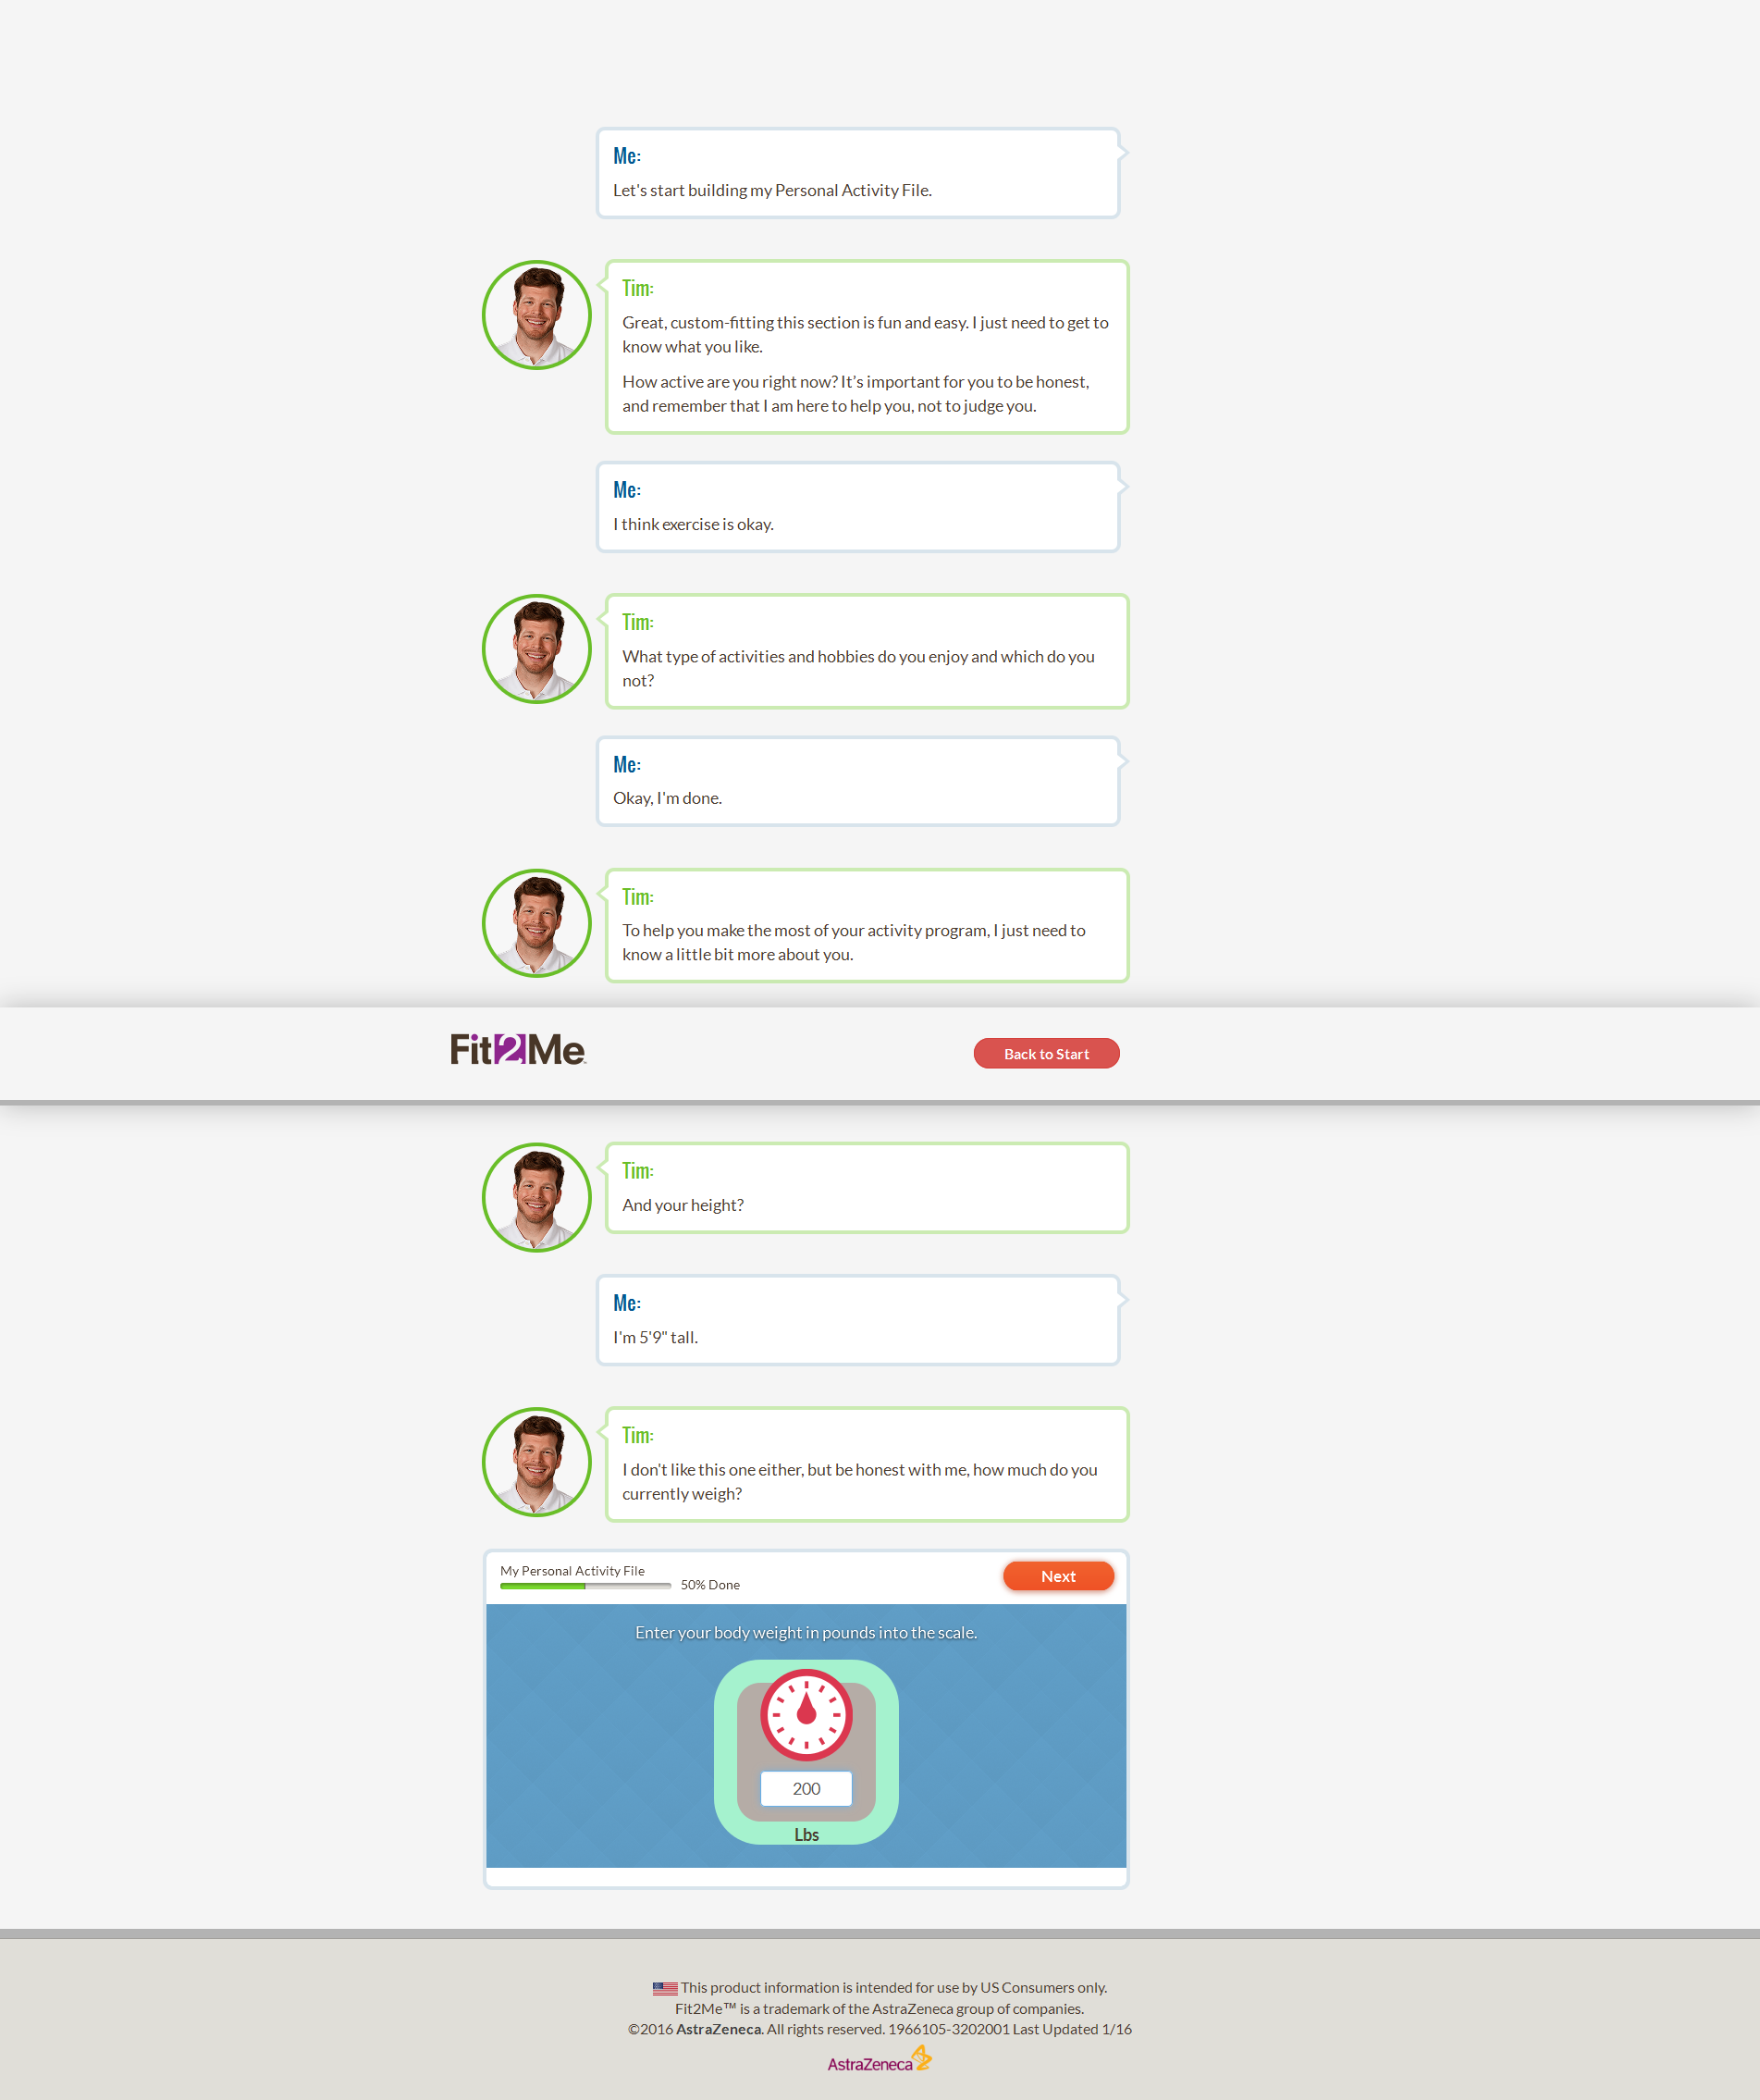 Me:
Let's start building my Personal Activity File.
Tim:
Great, custom-fitting this section is fun and easy. I just need to get to
know what you like.
How active are you right now? It's important for you to be honest,
and remember that I am here to help you, not to judge you.
Me:
I think exercise is okay.
Tim:
What type of activities and hobbies do you enjoy and which do you
not?
Me:
Okay, I'm done.
Tim:
To help you make the most of your activity program, I just need to
know a little bit more about you.
Fit2Me
Back to Start
Tim:
And your height?
Me:
I'm 5'9" tall.
Tim:
I don't like this one either, but be honest with me, how much do you
currently weigh?
My Personal Activity File
50% Done
Next
Enter your body weight in pounds into the scale.
200
Lbs
This product information is intended for use by US Consumers only.
Fit2Me™ is a trademark of the AstraZeneca group of companies.
©2016 AstraZeneca. All rights reserved. 1966105-3202001 Last Updated 1/16
AstraZeneca